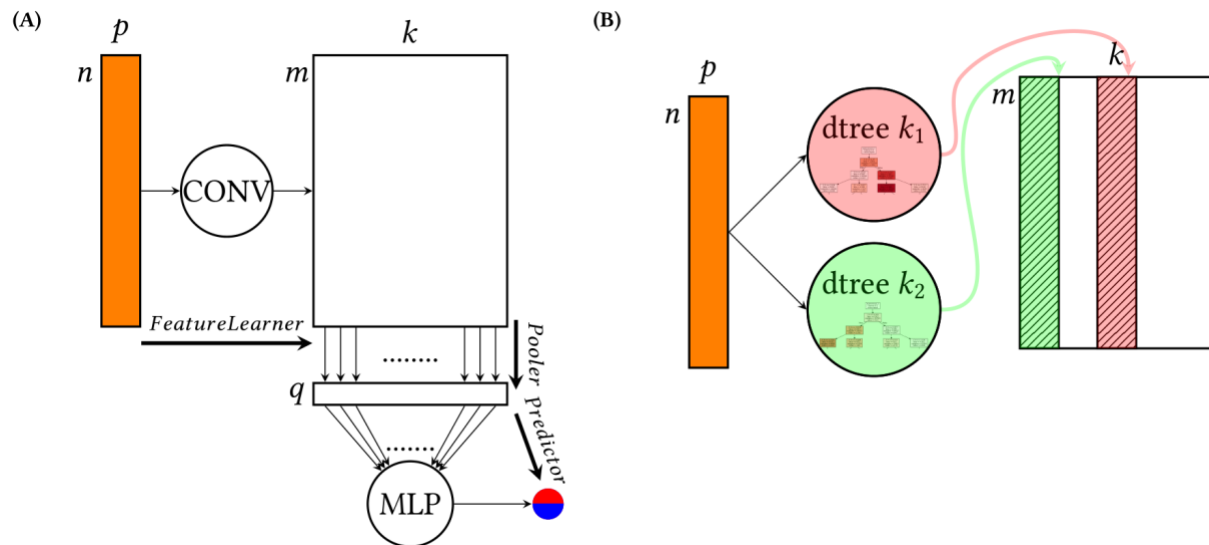 (A)
p
k
n
m
CONV
FeatureLearner
........
Pooler
q
Predictor
.......
MLP
(B)
p
k
n
m
dtree k1
dtree k2